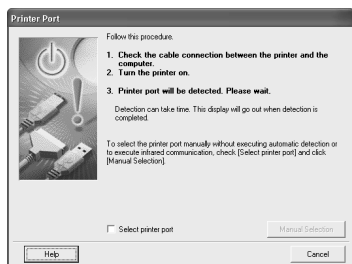 Printer Port
Follow this procedure.
1. Check the cable connection between the printer and the
computer.
2. Turn the printer on.
3. Printer port will be detected. Please wait.
Detection can take time. This display will go out when detection is
completed.
To select the printer port manually without executing automatic detection or
to execute infrared communication, check [Select printer port] and click
[Manual Selection].
Select printer port
Manual Selection
Help
Cancel